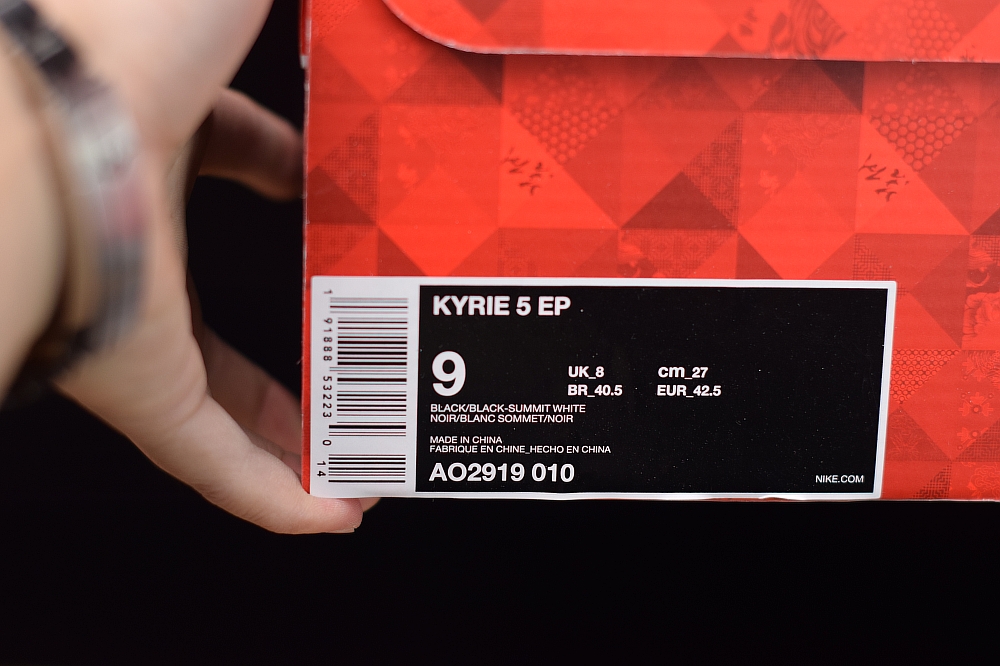 KYRIE 5 EP
9
UK_8 cm_27
BR_40.5 EUR_42.5
BLACK/BLACK-SUMMIT WHITE
NOIR/BLANC SOMMET/NOIR
MADE IN CHINA
FABRIQUE EN CHINE_HECHO EN CHINA
AO2919 010
NIKE.COM
1 91888 53223 0 14